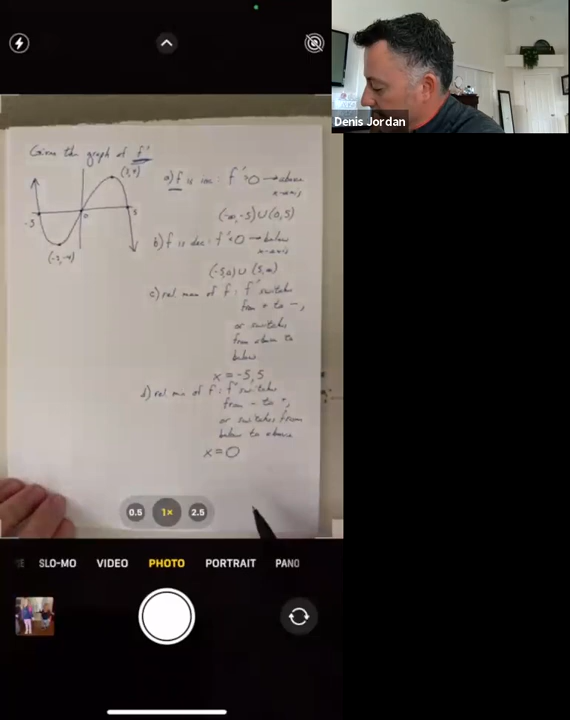 Denis Jordan
Given the graph of f'
(3,4)
-5
0
5
(-3,-4)
a) f is inc: f'>0 → above
x-axis
(-∞,-5)∪(0,5)
b) f is dec: f'<0 → below
x-axis
(-5,0)∪(5,∞)
c) rel. max of f: f' switches
from + to -,
or switches
from above to
below
x = -5, 5
d) rel. min of f: f' switches
from - to +,
or switches from
below to above
x = 0
0.5
1×
2.5
SLO-MO
VIDEO
PHOTO
PORTRAIT
PANO